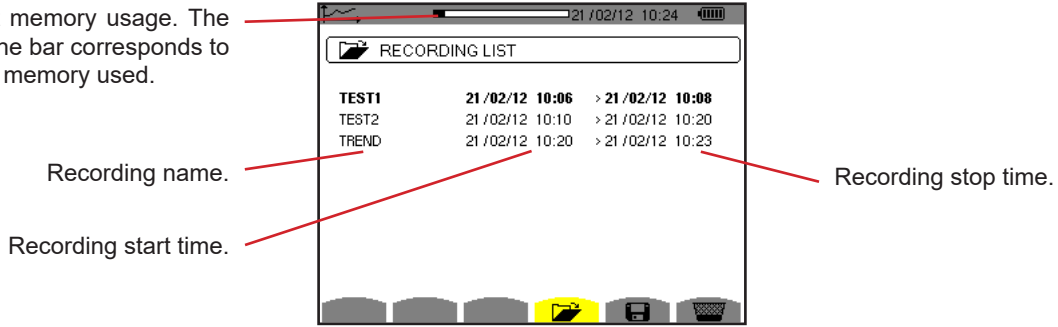 memory usage. The
ne bar corresponds to
memory used.
21/02/12 10:24
RECORDING LIST
TEST1 21/02/12 10:06 > 21/02/12 10:08
TEST2 21/02/12 10:10 > 21/02/12 10:20
TREND 21/02/12 10:20 > 21/02/12 10:23
Recording name.
Recording stop time.
Recording start time.